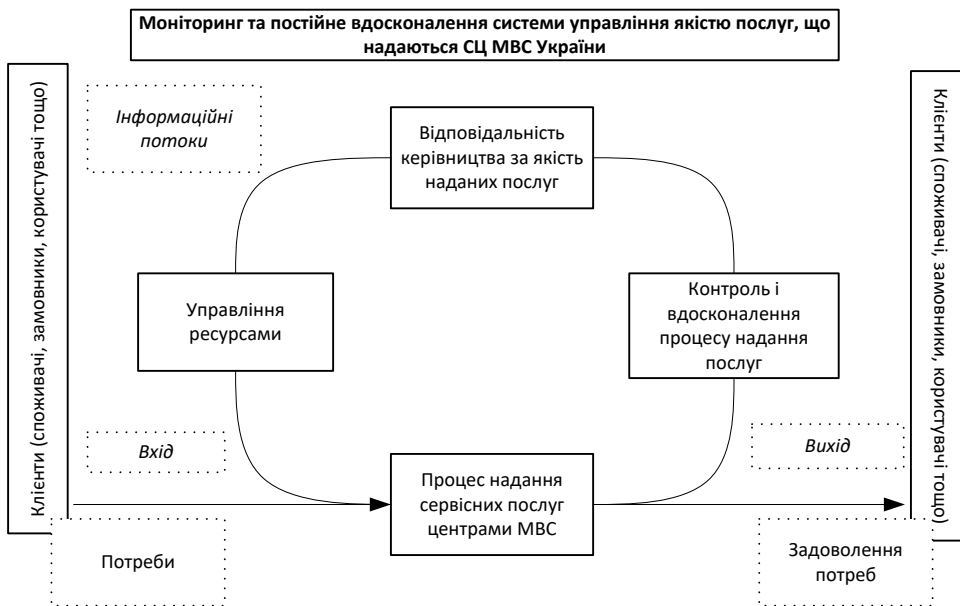 Моніторинг та постійне вдосконалення системи управління якістю послуг, що
надаються СЦ МВС України
Клієнти (споживачі, замовники, користувачі тощо)
Інформаційні
потоки
Відповідальність
керівництва за якість
наданих послуг
Клієнти (споживачі, замовники, користувачі тощо)
Управління
ресурсами
Контроль і
вдосконалення
процесу надання
послуг
Вхід
Вихід
Процес надання
сервісних послуг
центрами МВС
Потреби
Задоволення
потреб